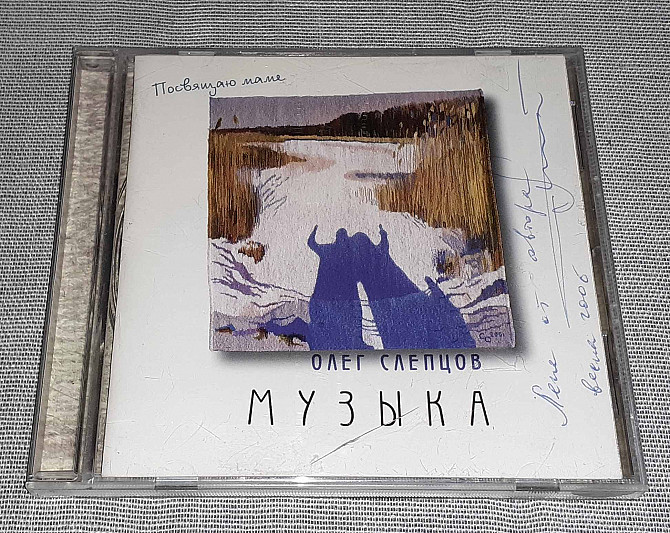 Посвящаю маме
ОЛЕГ СЛЕПЦОВ
МУЗЫКА
Лене от автора
весна 2006